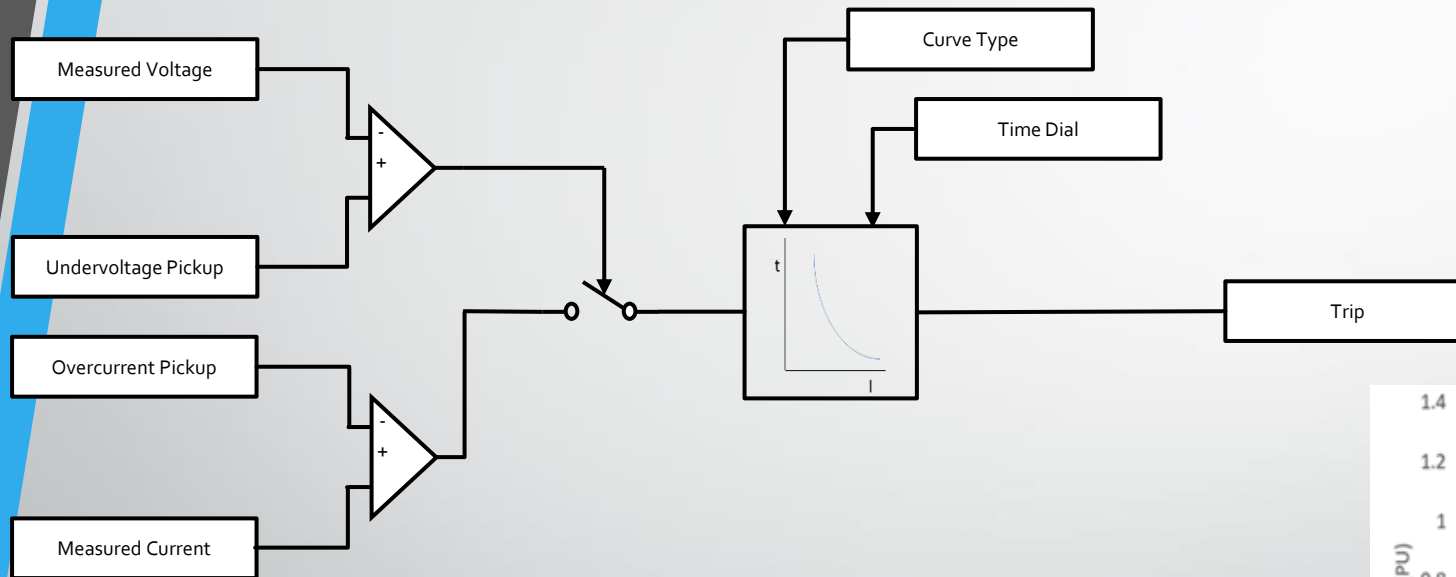 Measured Voltage
Curve Type
Time Dial
-
+
Undervoltage Pickup
t
I
Trip
Overcurrent Pickup
-
+
Measured Current
1.4
1.2
1
PU)